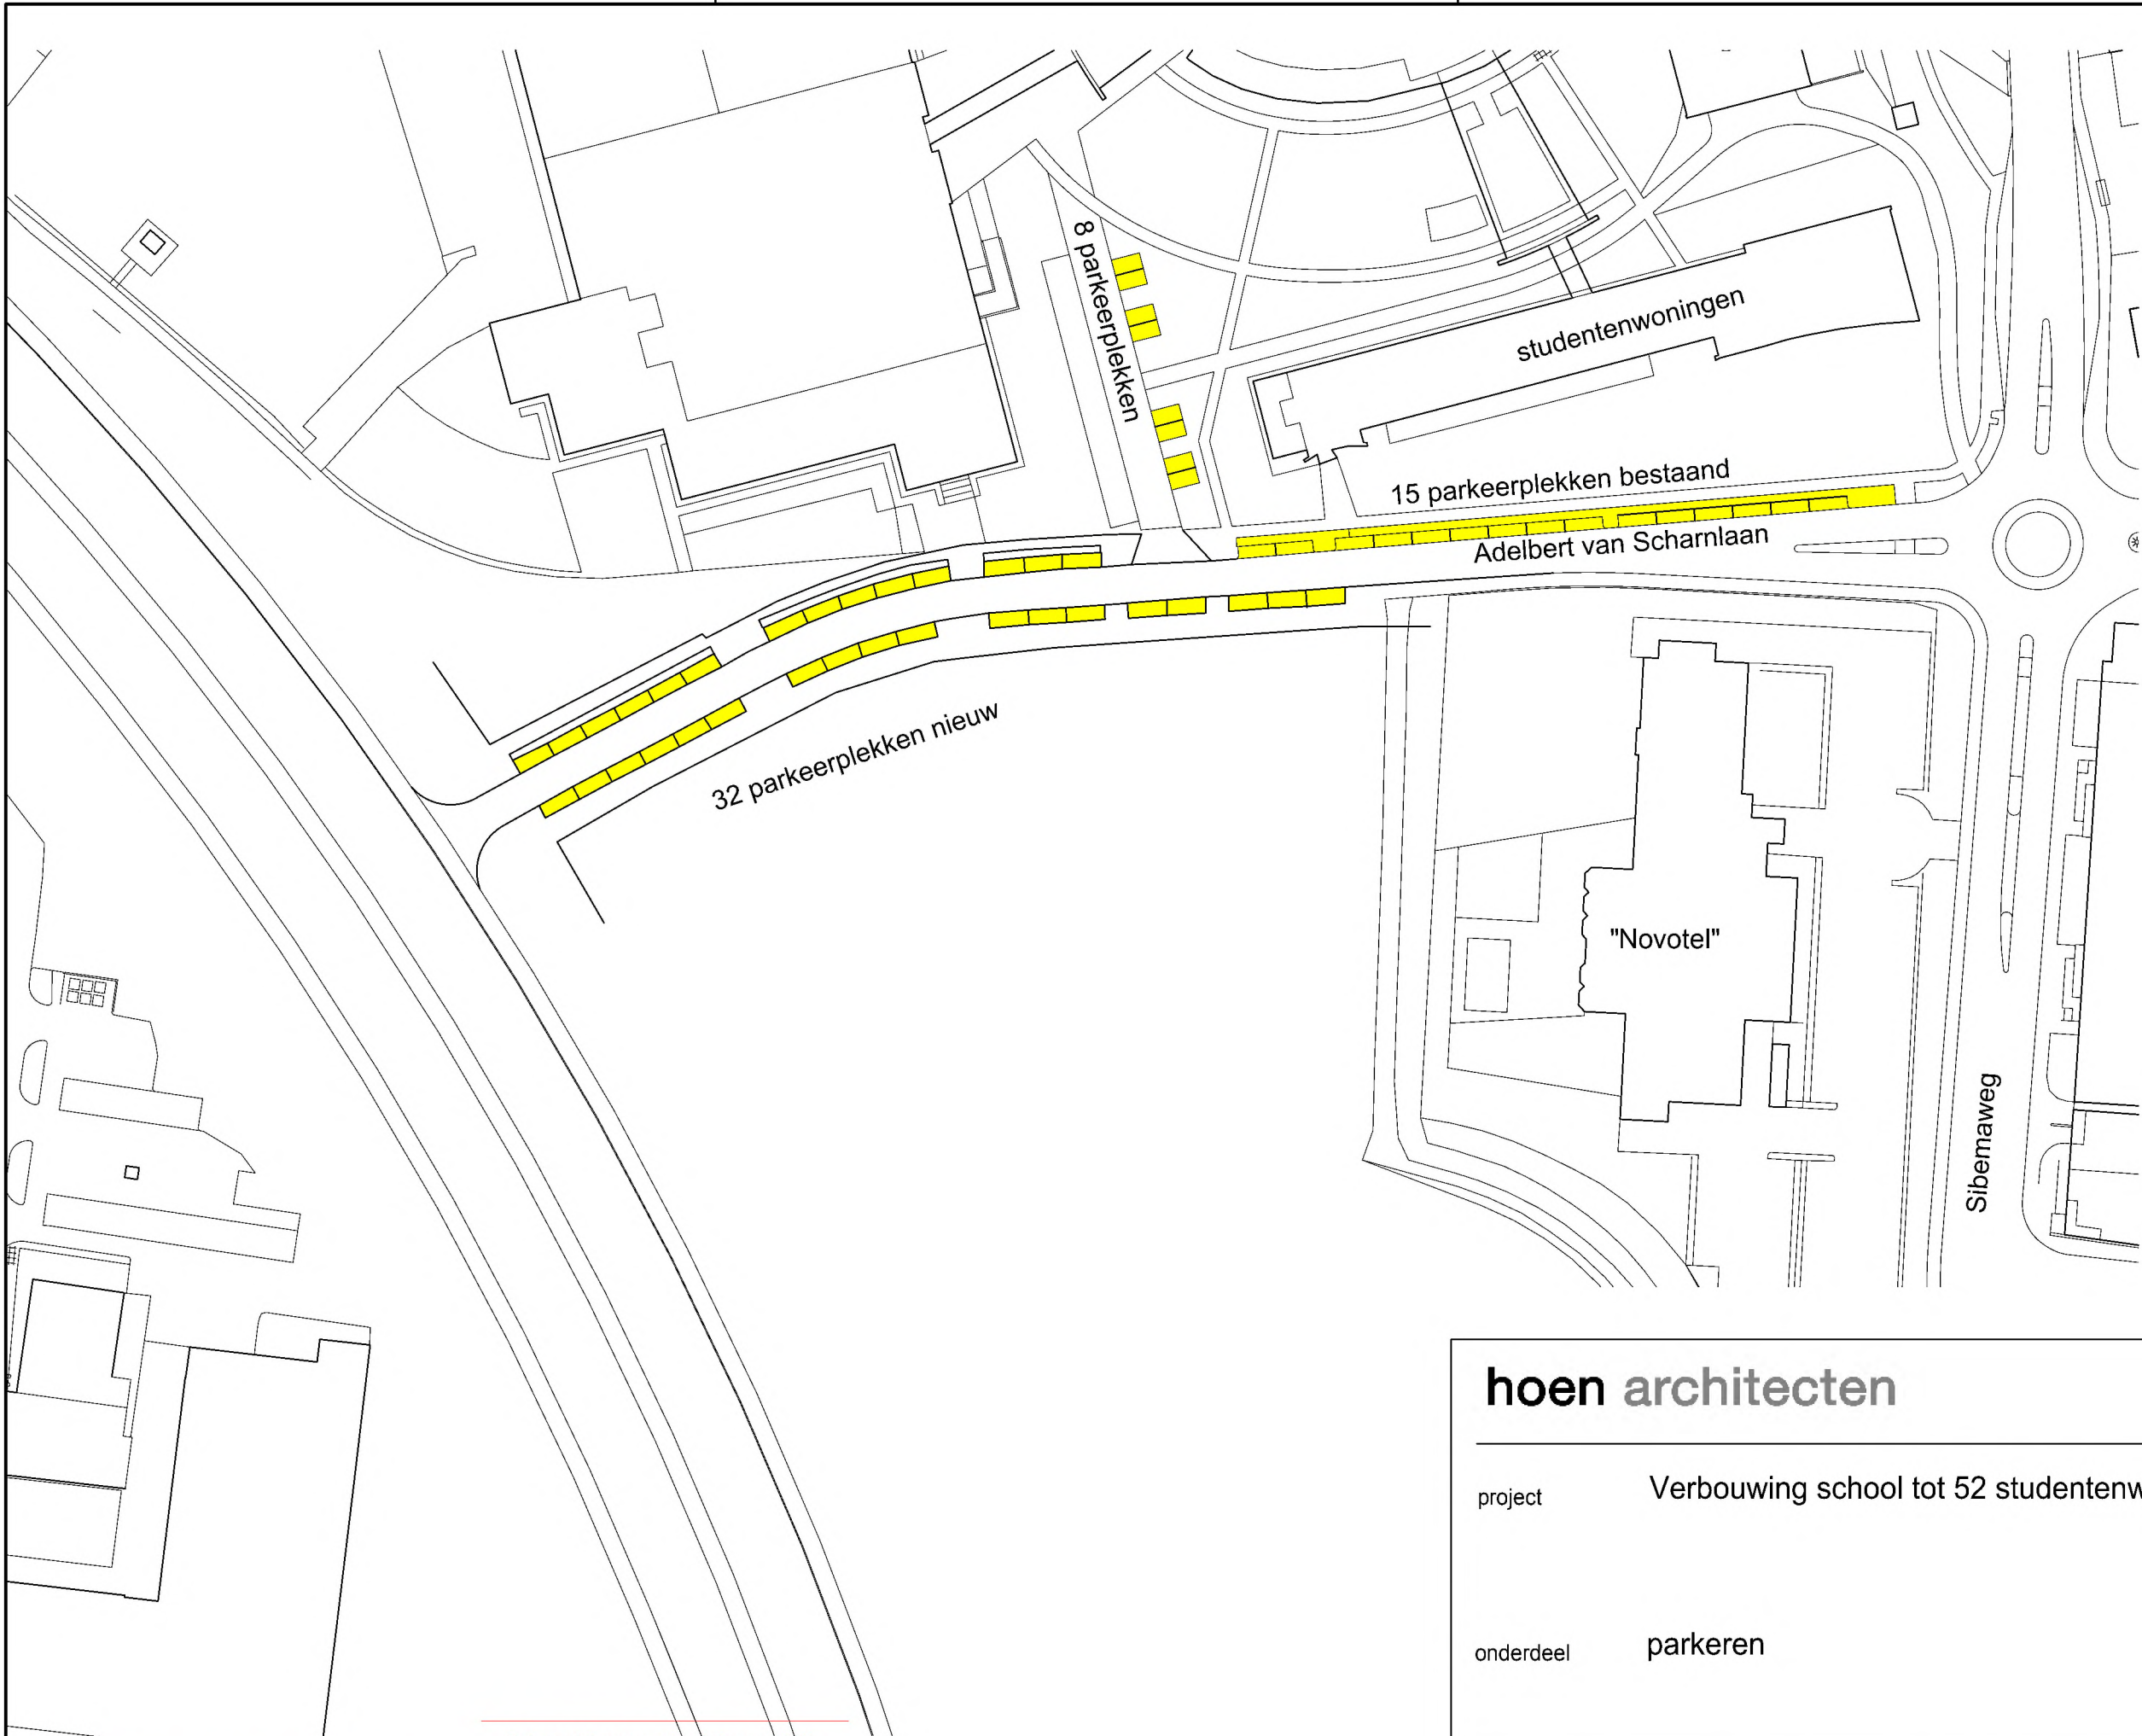 8 parkeerplekken
studentenwoningen
15 parkeerplekken bestaand
Adelbert van Scharnlaan
32 parkeerplekken nieuw
"Novotel"
Sibemaweg
hoen architecten
project Verbouwing school tot 52 studentenw
onderdeel parkeren